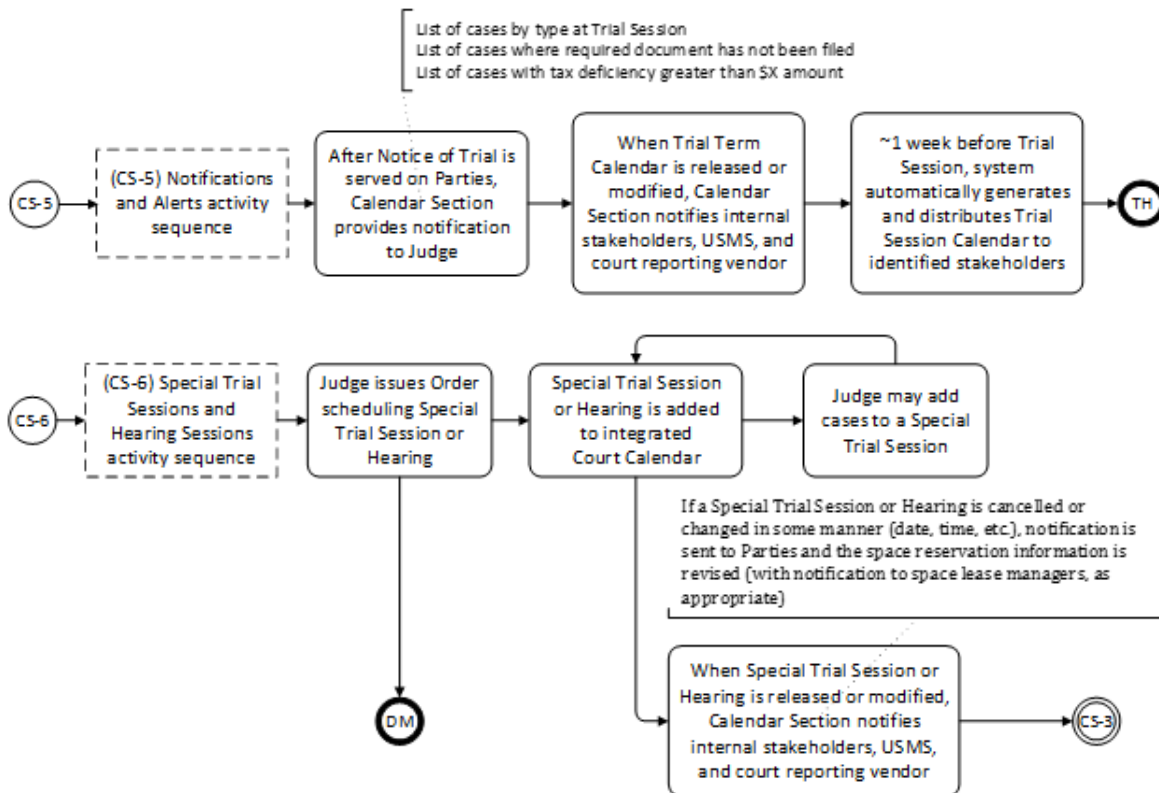 List of cases by type at Trial Session
List of cases where required document has not been filed
List of cases with tax deficiency greater than $X amount
CS-5
(CS-5) Notifications
and Alerts activity
sequence
After Notice of Trial is
served on Parties,
Calendar Section
provides notification
to Judge
When Trial Term
Calendar is released or
modified, Calendar
Section notifies internal
stakeholders, USMS, and
court reporting vendor
~1 week before Trial
Session, system
automatically generates
and distributes Trial
Session Calendar to
identified stakeholders
TH
CS-6
(CS-6) Special Trial
Sessions and
Hearing Sessions
activity sequence
Judge issues Order
scheduling Special
Trial Session or
Hearing
Special Trial Session
or Hearing is added
to integrated
Court Calendar
Judge may add
cases to a Special
Trial Session
If a Special Trial Session or Hearing is cancelled or
changed in some manner (date, time, etc.), notification is
sent to Parties and the space reservation information is
revised (with notification to space lease managers, as
appropriate)
DM
When Special Trial Session or
Hearing is released or modified,
Calendar Section notifies
internal stakeholders, USMS,
and court reporting vendor
CS-3